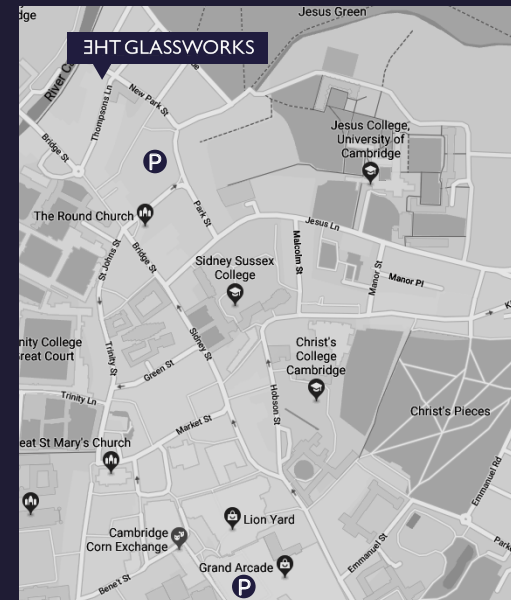 dge
Jesus Green
ƎHT GLASSWORKS
River C
Thompsons Ln
New Park St
Jesus College,
University of
Cambridge
Bridge St
P
The Round Church
Park St
Jesus Ln
St Johns St
Bridge St
Malcolm St
Sidney Sussex
College
Manor St
Manor Pl
nity College
reat Court
Trinity St
Sidney St
Green St
Christ's
College
Cambridge
Trinity Ln
Hobson St
Christ's Pieces
Market St
eat St Mary's Church
Emmanuel Rd
Lion Yard
Cambridge
Corn Exchange
Emmanuel St
Park
Grand Arcade
P
Bene't St